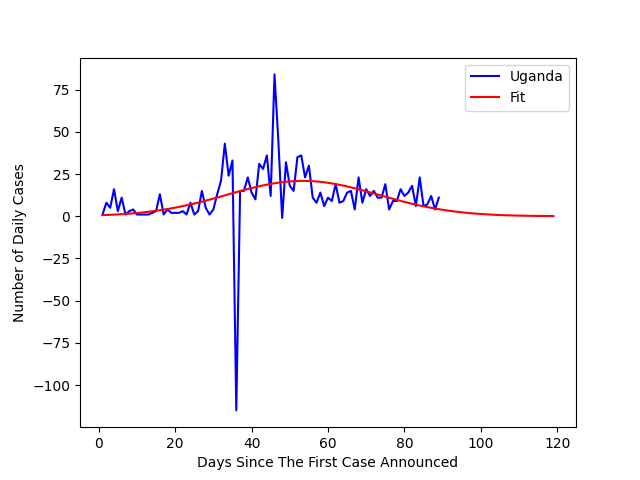 Uganda
Fit
Number of Daily Cases
75
50
25
0
−25
−50
−75
−100
0 20 40 60 80 100 120
Days Since The First Case Announced